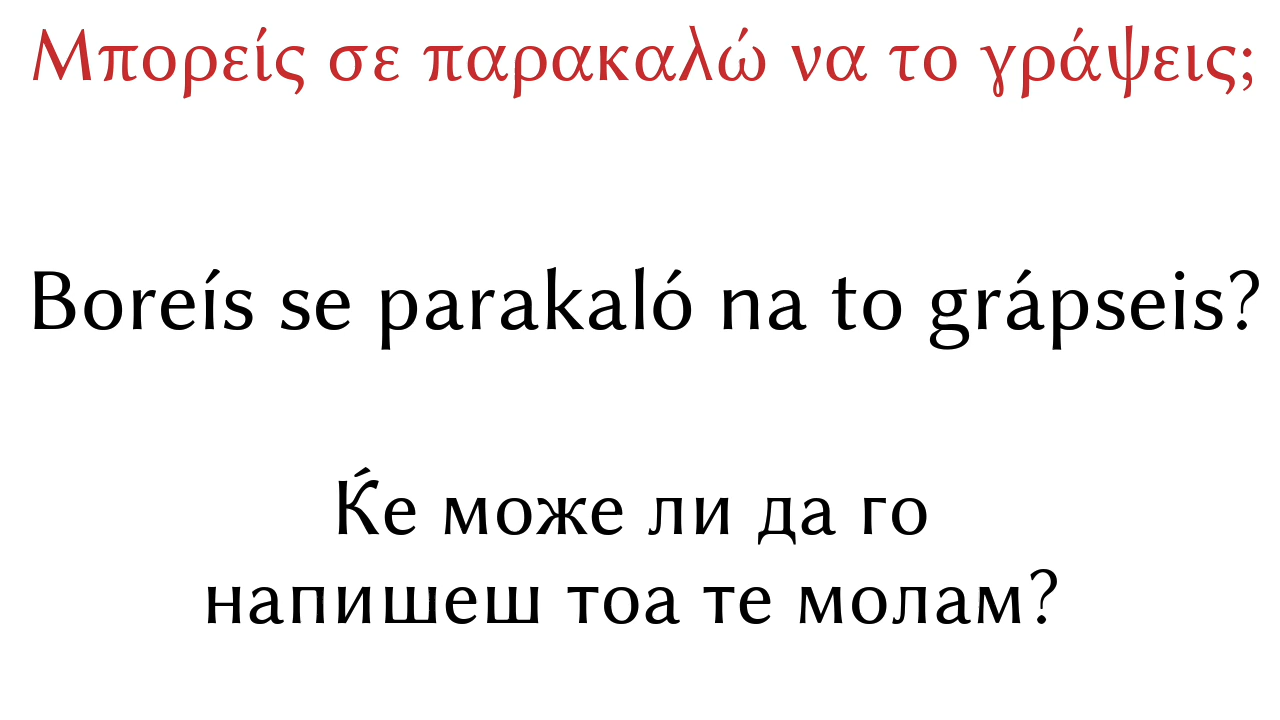 Μπορείς σε παρακαλώ να το γράψεις;
Boreís se parakaló na to grápseis?
Ќе може ли да го
напишеш тоа те молам?